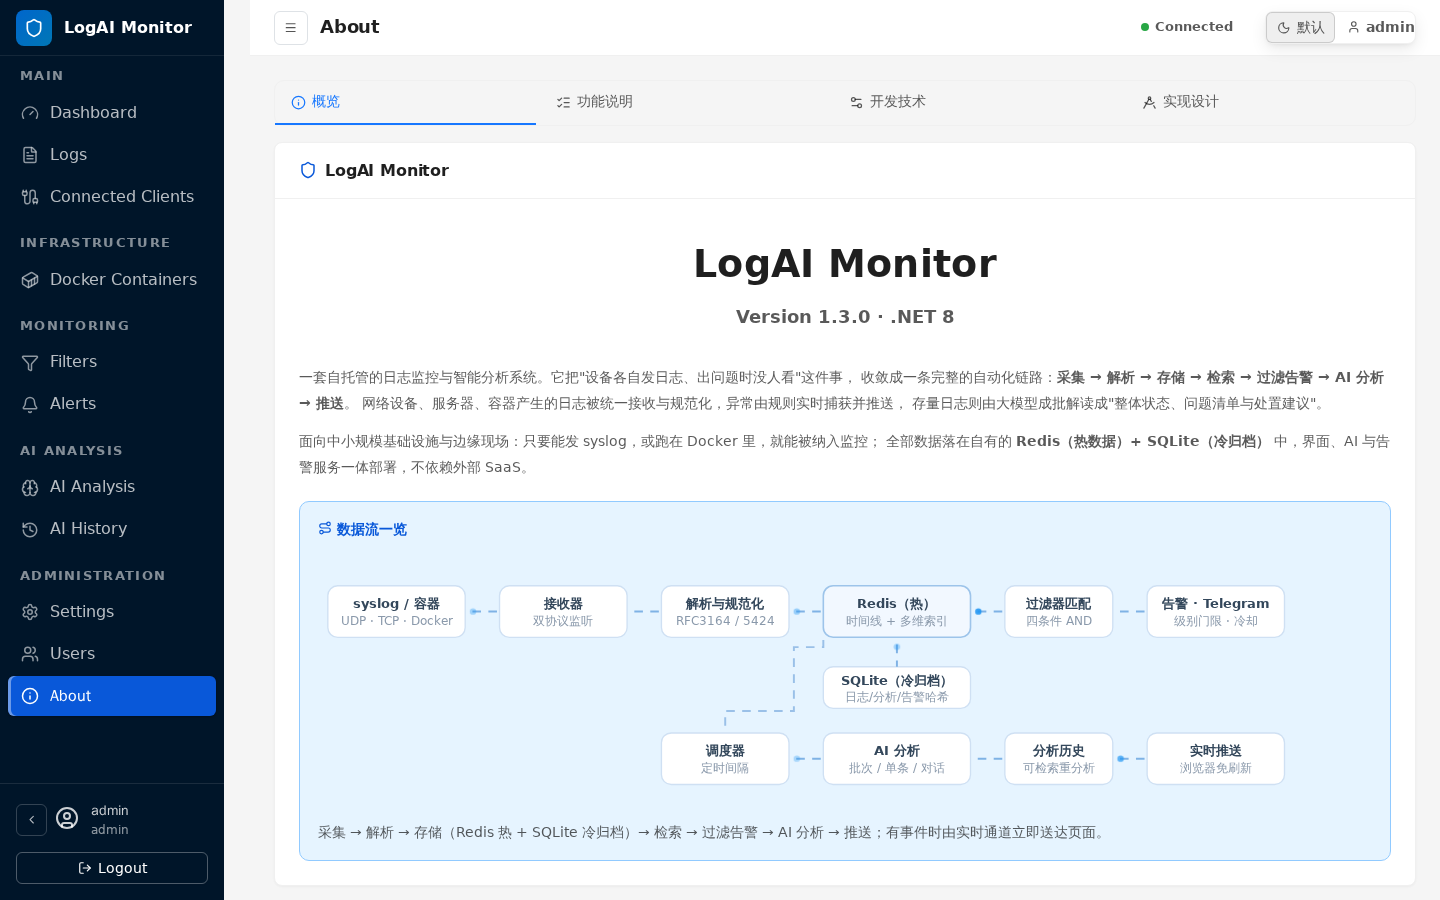 LogAI Monitor
MAIN
Dashboard
Logs
Connected Clients
INFRASTRUCTURE
Docker Containers
MONITORING
Filters
Alerts
AI ANALYSIS
AI Analysis
AI History
ADMINISTRATION
Settings
Users
About
admin
admin
Logout
About
Connected
默认
admin
概览
功能说明
开发技术
实现设计
LogAI Monitor
LogAI Monitor
Version 1.3.0 · .NET 8
一套自托管的日志监控与智能分析系统。它把"设备各自发日志、出问题时没人看"这件事， 收敛成一条完整的自动化链路：采集 → 解析 → 存储 → 检索 → 过滤告警 → AI 分析
→ 推送。 网络设备、服务器、容器产生的日志被统一接收与规范化，异常由规则实时捕获并推送， 存量日志则由大模型成批解读成"整体状态、问题清单与处置建议"。
面向中小规模基础设施与边缘现场：只要能发 syslog，或跑在 Docker 里，就能被纳入监控； 全部数据落在自有的 Redis（热数据）+ SQLite（冷归档） 中，界面、AI 与告
警服务一体部署，不依赖外部 SaaS。
数据流一览
syslog / 容器
UDP · TCP · Docker
接收器
双协议监听
解析与规范化
RFC3164 / 5424
Redis（热）
时间线 + 多维索引
过滤器匹配
四条件 AND
告警 · Telegram
级别门限 · 冷却
SQLite（冷归档）
日志/分析/告警哈希
调度器
定时间隔
AI 分析
批次 / 单条 / 对话
分析历史
可检索重分析
实时推送
浏览器免刷新
采集 → 解析 → 存储（Redis 热 + SQLite 冷归档）→ 检索 → 过滤告警 → AI 分析 → 推送；有事件时由实时通道立即送达页面。